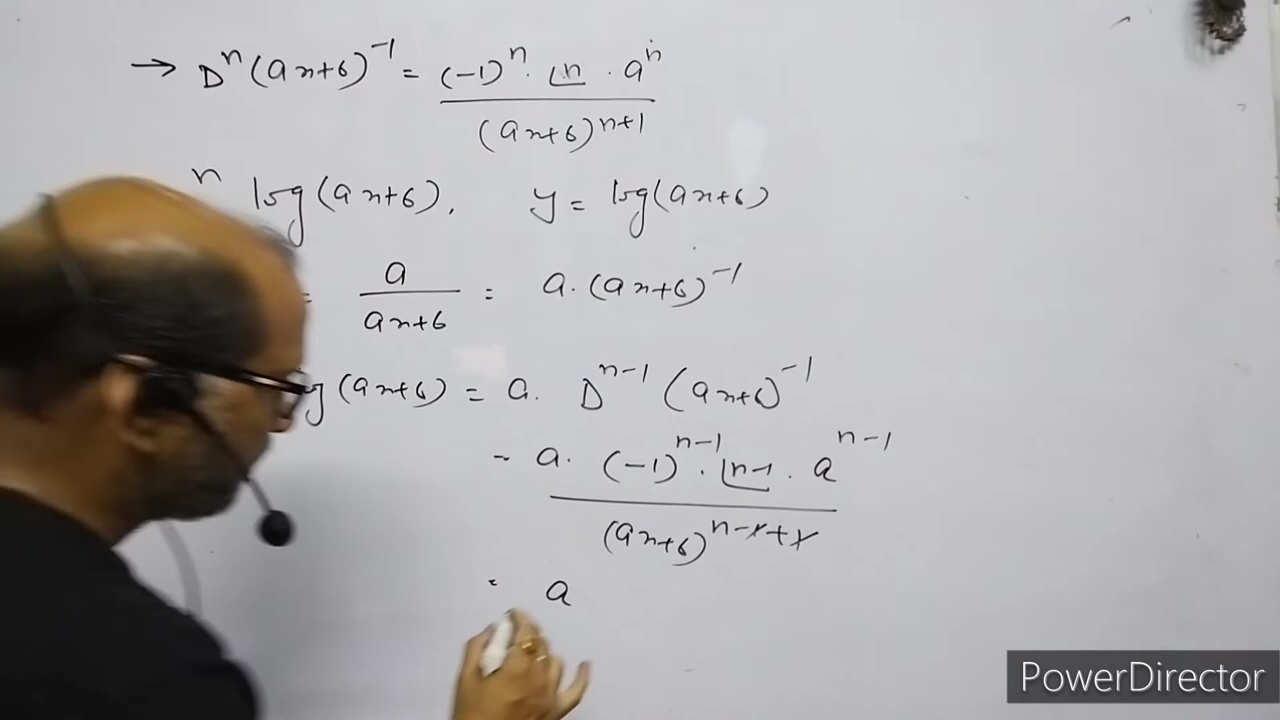 → Dⁿ(ax+b)⁻¹ = (-1)ⁿ · ⌊n · aⁿ / (ax+b)ⁿ⁺¹
n log(ax+b), y = log(ax+b)
= a / ax+b = a · (ax+b)⁻¹
g (ax+b) = a · Dⁿ⁻¹ (ax+b)⁻¹
= a · (-1)ⁿ⁻¹ · ⌊n-1 · aⁿ⁻¹ / (ax+b)ⁿ⁻¹⁺¹
= a
PowerDirector